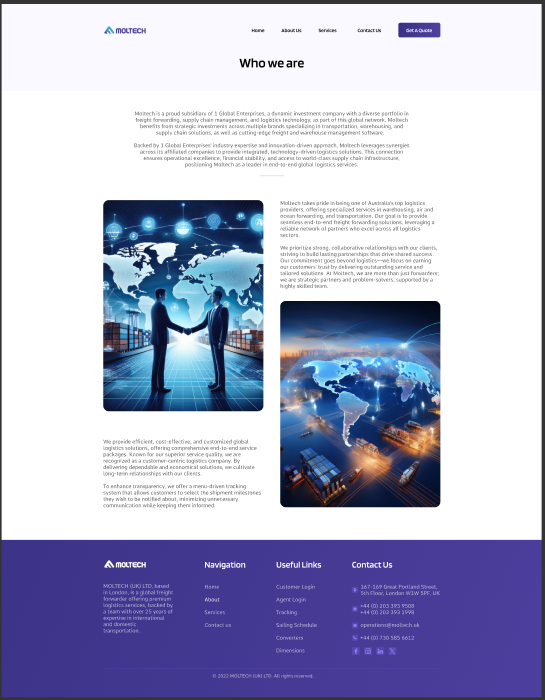 MOLTECH
Home About Us Services Contact Us Get A Quote
Who we are
Moltech is a proud subsidiary of 1 Global Enterprises, a dynamic investment company with a diverse portfolio in
freight forwarding, supply chain management, and logistics technology, as part of this global network, Moltech
benefits from strategic investments across multiple brands specializing in transportation, warehousing, and
supply chain solutions, as well as cutting-edge freight and warehouse management software.
Backed by 1 Global Enterprises' industry expertise and innovation-driven approach, Moltech leverages synergies
across its affiliated companies to provide integrated, technology-driven logistics solutions. This connection
ensures operational excellence, financial stability, and access to world-class supply chain infrastructure,
positioning Moltech as a leader in end-to-end global logistics services.
Moltech takes pride in being one of Australia's top logistics
providers, offering specialized services in warehousing, air and
ocean forwarding, and transportation. Our goal is to provide
seamless end-to-end freight forwarding solutions, leveraging a
reliable network of partners who excel across all logistics
sectors.
We prioritize strong, collaborative relationships with our clients,
striving to build lasting partnerships that drive shared success.
Our commitment goes beyond logistics—we focus on earning
our customers' trust by delivering outstanding service and
tailored solutions. At Moltech, we are more than just forwarders;
we are strategic partners and problem-solvers, supported by a
highly skilled team.
We provide efficient, cost-effective, and customized global
logistics solutions, offering comprehensive end-to-end service
packages. Known for our superior service quality, we are
recognized as a customer-centric logistics company. By
delivering dependable and economical solutions, we cultivate
long-term relationships with our clients.
To enhance transparency, we offer a menu-driven tracking
system that allows customers to select the shipment milestones
they wish to be notified about, minimizing unnecessary
communication while keeping them informed.
MOLTECH
MOLTECH (UK) LTD, based
in London, is a global freight
forwarder offering premium
logistics services, backed by
a team with over 25 years of
expertise in international
and domestic
transportation.
Navigation
Home
About
Services
Contact us
Useful Links
Customer Login
Agent Login
Tracking
Sailing Schedule
Converters
Dimensions
Contact Us
167-169 Great Portland Street,
5th Floor, London W1W 5PF, UK
+44 (0) 203 393 9508
+44 (0) 203 393 3998
operations@moltech.uk
+44 (0) 730 585 6612
© 2022 MOLTECH (UK) Ltd. All rights reserved.